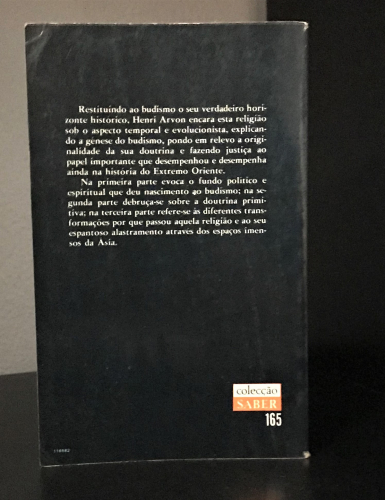 Restituindo ao budismo o seu verdadeiro hori-
zonte histórico, Henri Arvon encara esta religião
sob o aspecto temporal e evolucionista, explican-
do a génese do budismo, pondo em relevo a origi-
nalidade da sua doutrina e fazendo justiça ao
papel importante que desempenhou e desempenha
ainda na história do Extremo Oriente.
Na primeira parte evoca o fundo político e
espiritual que deu nascimento ao budismo; na se-
gunda parte debruça-se sobre a doutrina primi-
tiva; na terceira parte refere-se às diferentes trans-
formações por que passou aquela religião e ao seu
espantoso alastramento através dos espaços imen-
sos da Ásia.
colecção
SABER
165